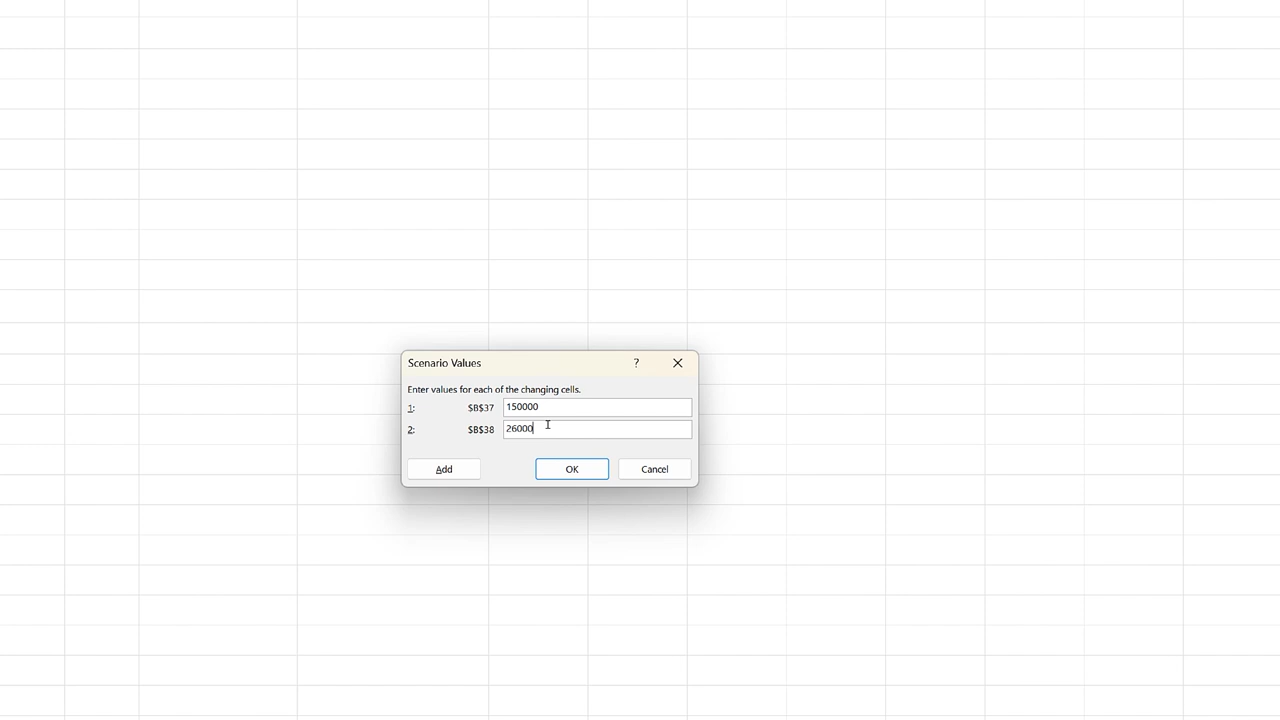 Scenario Values ?
Enter values for each of the changing cells.
1: $B$37 150000
2: $B$38 26000
Add OK Cancel